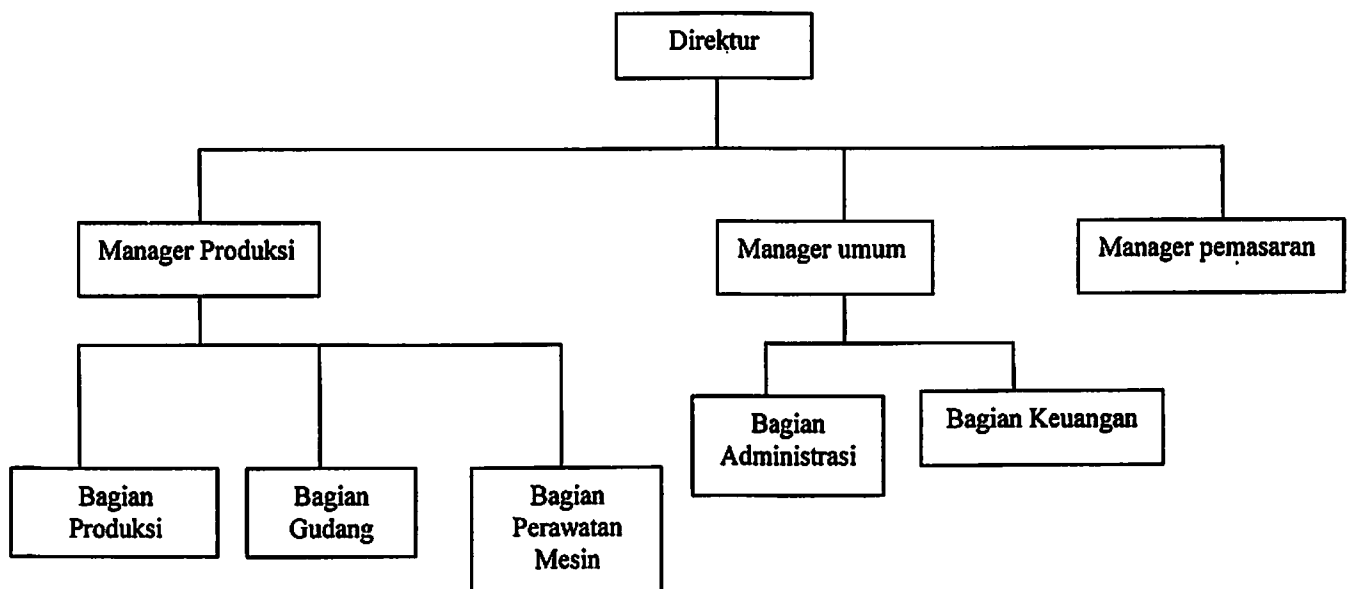 Direktur
Manager Produksi
Manager umum
Manager pemasaran
Bagian
Administrasi
Bagian Keuangan
Bagian
Produksi
Bagian
Gudang
Bagian
Perawatan
Mesin